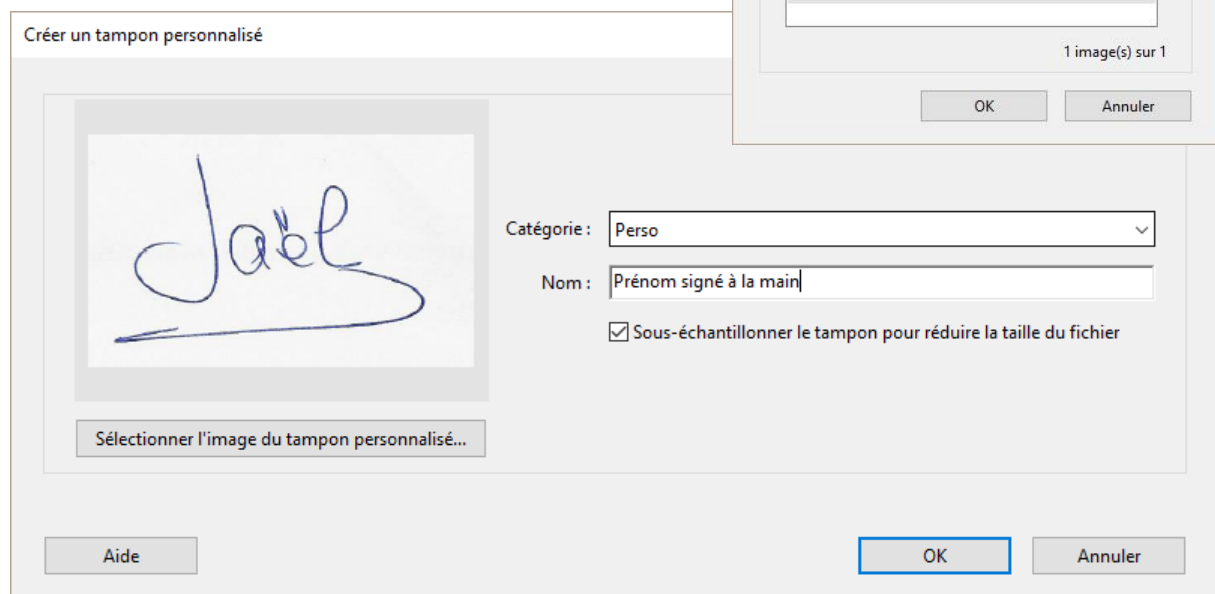 1 image(s) sur 1
OK
Annuler
Créer un tampon personnalisé
Joël
Catégorie :
Perso
Nom :
Prénom signé à la main
Sous-échantillonner le tampon pour réduire la taille du fichier
Sélectionner l'image du tampon personnalisé...
Aide
OK
Annuler